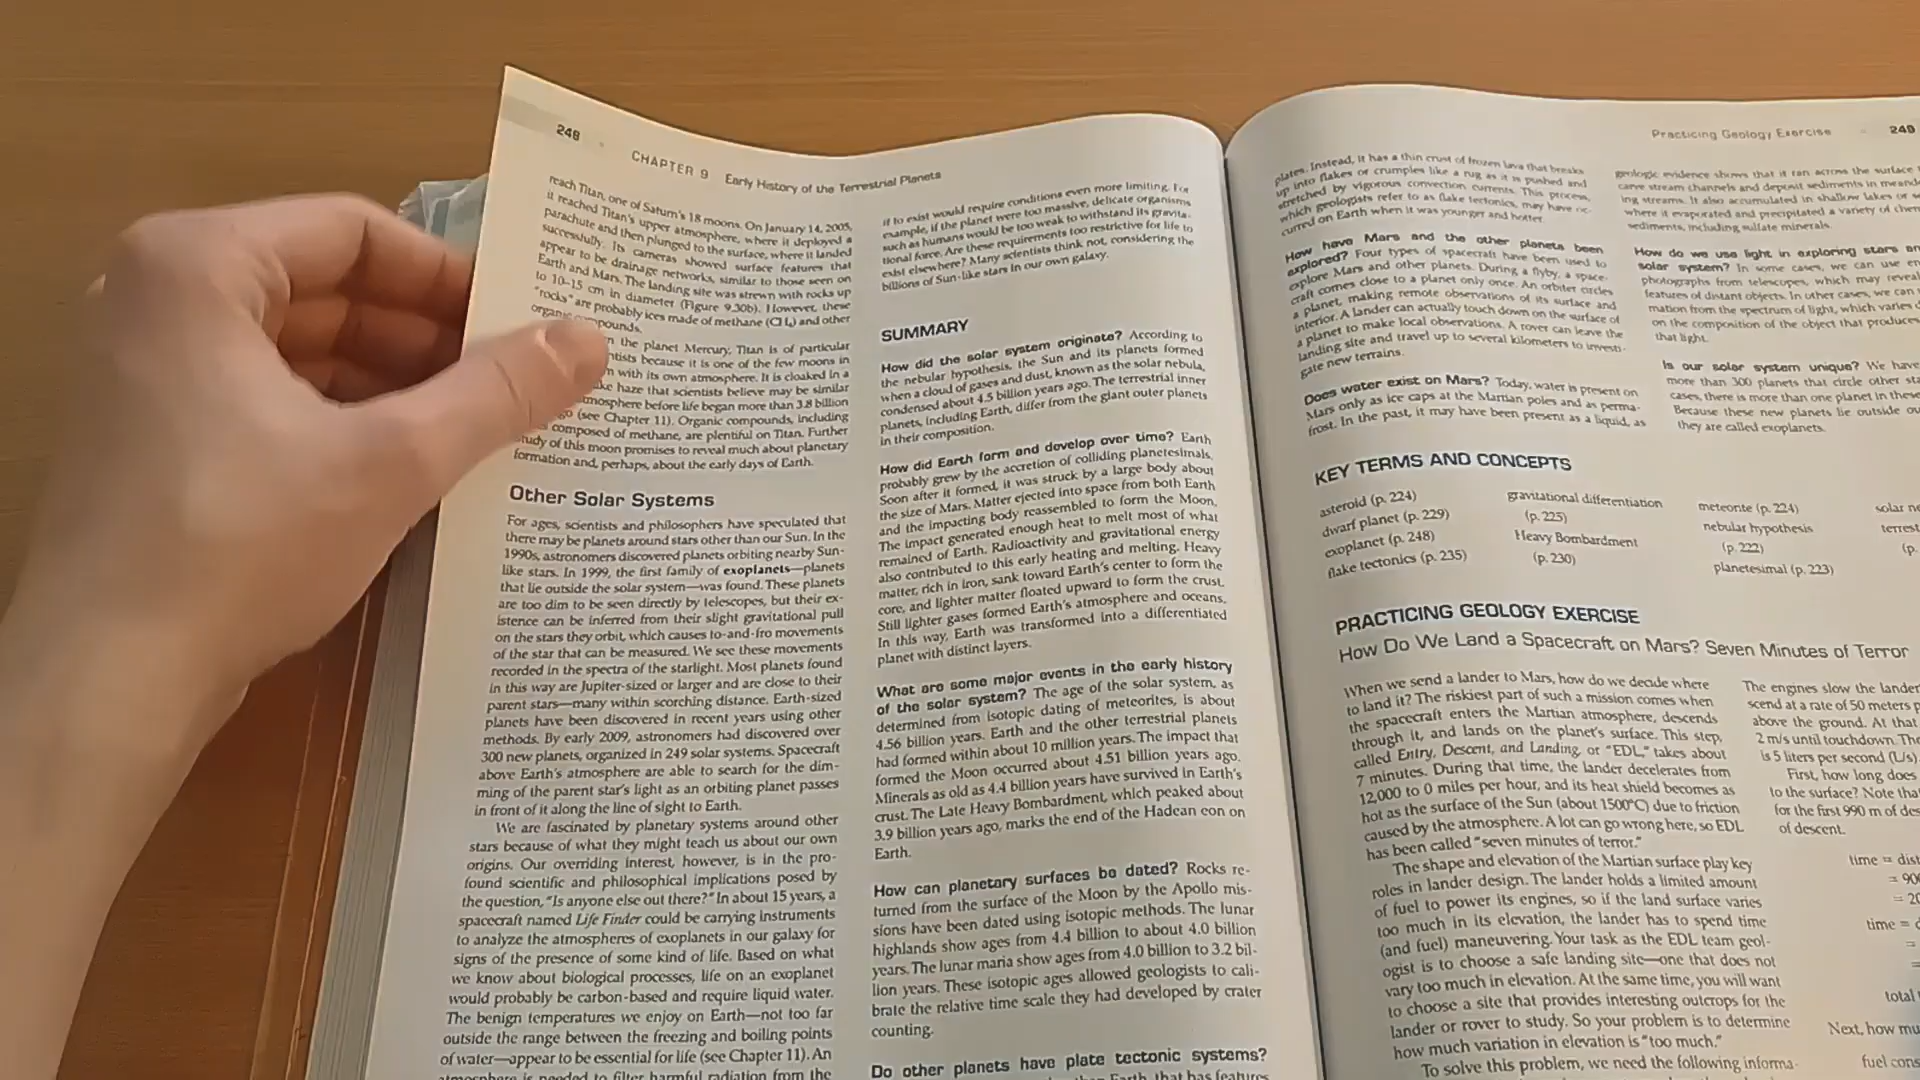 248
CHAPTER 9 Early History of the Terrestrial Planets
reach Titan, one of Saturn's 18 moons. On January 14, 2005,
it reached Titan's upper atmosphere, where it deployed a
parachute and then plunged to the surface, where it landed
successfully. Its cameras showed surface features that
appear to be drainage networks, similar to those seen on
Earth and Mars. The landing site was strewn with rocks up
to 10–15 cm in diameter (Figure 9.30b). However, these
"rocks" are probably ices made of methane (CH₄) and other
organic compounds.
the planet Mercury, Titan is of particular
because it is one of the few moons in
with its own atmosphere. It is cloaked in a
haze that scientists believe may be similar
atmosphere before life began more than 3.8 billion
(see Chapter 11). Organic compounds, including
composed of methane, are plentiful on Titan. Further
study of this moon promises to reveal much about planetary
formation and, perhaps, about the early days of Earth.
Other Solar Systems
For ages, scientists and philosophers have speculated that
there may be planets around stars other than our Sun. In the
1990s, astronomers discovered planets orbiting nearby Sun-
like stars. In 1999, the first family of exoplanets—planets
that lie outside the solar system—was found. These planets
are too dim to be seen directly by telescopes, but their ex-
istence can be inferred from their slight gravitational pull
on the stars they orbit, which causes to-and-fro movements
of the star that can be measured. We see these movements
recorded in the spectra of the starlight. Most planets found
in this way are Jupiter-sized or larger and are close to their
parent stars—many within scorching distance. Earth-sized
planets have been discovered in recent years using other
methods. By early 2009, astronomers had discovered over
300 new planets, organized in 249 solar systems. Spacecraft
above Earth's atmosphere are able to search for the dim-
ming of the parent star's light as an orbiting planet passes
in front of it along the line of sight to Earth.
We are fascinated by planetary systems around other
stars because of what they might teach us about our own
origins. Our overriding interest, however, is in the pro-
found scientific and philosophical implications posed by
the question, "Is anyone else out there?" In about 15 years, a
spacecraft named Life Finder could be carrying instruments
to analyze the atmospheres of exoplanets in our galaxy for
signs of the presence of some kind of life. Based on what
we know about biological processes, life on an exoplanet
would probably be carbon-based and require liquid water.
The benign temperatures we enjoy on Earth—not too far
outside the range between the freezing and boiling points
of water—appear to be essential for life (see Chapter 11). An
atmosphere is needed to filter harmful radiation from the
if to exist would require conditions even more limiting. For
example, if the planet were too massive, delicate organisms
such as humans would be too weak to withstand its gravita-
tional force. Are these requirements too restrictive for life to
exist elsewhere? Many scientists think not, considering the
billions of Sun-like stars in our own galaxy.
SUMMARY
How did the solar system originate? According to
the nebular hypothesis, the Sun and its planets formed
when a cloud of gases and dust, known as the solar nebula,
condensed about 4.5 billion years ago. The terrestrial inner
planets, including Earth, differ from the giant outer planets
in their composition.
How did Earth form and develop over time? Earth
probably grew by the accretion of colliding planetesimals.
Soon after it formed, it was struck by a large body about
the size of Mars. Matter ejected into space from both Earth
and the impacting body reassembled to form the Moon.
The impact generated enough heat to melt most of what
remained of Earth. Radioactivity and gravitational energy
also contributed to this early heating and melting. Heavy
matter, rich in iron, sank toward Earth's center to form the
core, and lighter matter floated upward to form the crust.
Still lighter gases formed Earth's atmosphere and oceans.
In this way, Earth was transformed into a differentiated
planet with distinct layers.
What are some major events in the early history
of the solar system? The age of the solar system, as
determined from isotopic dating of meteorites, is about
4.56 billion years. Earth and the other terrestrial planets
had formed within about 10 million years. The impact that
formed the Moon occurred about 4.51 billion years ago.
Minerals as old as 4.4 billion years have survived in Earth's
crust. The Late Heavy Bombardment, which peaked about
3.9 billion years ago, marks the end of the Hadean eon on
Earth.
How can planetary surfaces be dated? Rocks re-
turned from the surface of the Moon by the Apollo mis-
sions have been dated using isotopic methods. The lunar
highlands show ages from 4.4 billion to about 4.0 billion
years. The lunar maria show ages from 4.0 billion to 3.2 bil-
lion years. These isotopic ages allowed geologists to cali-
brate the relative time scale they had developed by crater
counting.
Do other planets have plate tectonic systems?
Earth, that has features
Practicing Geology Exercise 249
plates. Instead, it has a thin crust of frozen lava that breaks
up into flakes or crumples like a rug as it is pushed and
stretched by vigorous convection currents. This process,
which geologists refer to as flake tectonics, may have oc-
curred on Earth when it was younger and hotter.
How have Mars and the other planets been
explored? Four types of spacecraft have been used to
explore Mars and other planets. During a flyby, a space-
craft comes close to a planet only once. An orbiter circles
a planet, making remote observations of its surface and
interior. A lander can actually touch down on the surface of
a planet to make local observations. A rover can leave the
landing site and travel up to several kilometers to investi-
gate new terrains.
Does water exist on Mars? Today, water is present on
Mars only as ice caps at the Martian poles and as perma-
frost. In the past, it may have been present as a liquid, as
geologic evidence shows that it ran across the surface
carve stream channels and deposit sediments in meand
ing streams. It also accumulated in shallow lakes or
where it evaporated and precipitated a variety of chem
sediments, including sulfate minerals.
How do we use light in exploring stars an
solar system? In some cases, we can use
photographs from telescopes, which may reveal
features of distant objects. In other cases, we can
mation from the spectrum of light, which varies
on the composition of the object that produces
that light.
Is our solar system unique? We have
more than 300 planets that circle other sta
cases, there is more than one planet in these
Because these new planets lie outside ou
they are called exoplanets.
KEY TERMS AND CONCEPTS
asteroid (p. 224)
dwarf planet (p. 229)
exoplanet (p. 248)
flake tectonics (p. 235)
gravitational differentiation
(p. 225)
Heavy Bombardment
(p. 230)
meteorite (p. 224)
nebular hypothesis
(p. 222)
planetesimal (p. 223)
solar ne
terrest
(p.
PRACTICING GEOLOGY EXERCISE
How Do We Land a Spacecraft on Mars? Seven Minutes of Terror
When we send a lander to Mars, how do we decide where
to land it? The riskiest part of such a mission comes when
the spacecraft enters the Martian atmosphere, descends
through it, and lands on the planet's surface. This step,
called Entry, Descent, and Landing, or "EDL," takes about
7 minutes. During that time, the lander decelerates from
12,000 to 0 miles per hour, and its heat shield becomes as
hot as the surface of the Sun (about 1500°C) due to friction
caused by the atmosphere. A lot can go wrong here, so EDL
has been called "seven minutes of terror."
The shape and elevation of the Martian surface play key
roles in lander design. The lander holds a limited amount
of fuel to power its engines, so if the land surface varies
too much in its elevation, the lander has to spend time
(and fuel) maneuvering. Your task as the EDL team geol-
ogist is to choose a safe landing site—one that does not
vary too much in elevation. At the same time, you will want
to choose a site that provides interesting outcrops for the
lander or rover to study. So your problem is to determine
how much variation in elevation is "too much."
To solve this problem, we need the following informa-
The engines slow the lander
scend at a rate of 50 meters p
above the ground. At that
2 m/s until touchdown. The
is 5 liters per second (L/s).
First, how long does
to the surface? Note tha
for the first 990 m of des
of descent.
time = dist
= 90
= 20
time = d
=
=
total
Next, how mu
fuel cons